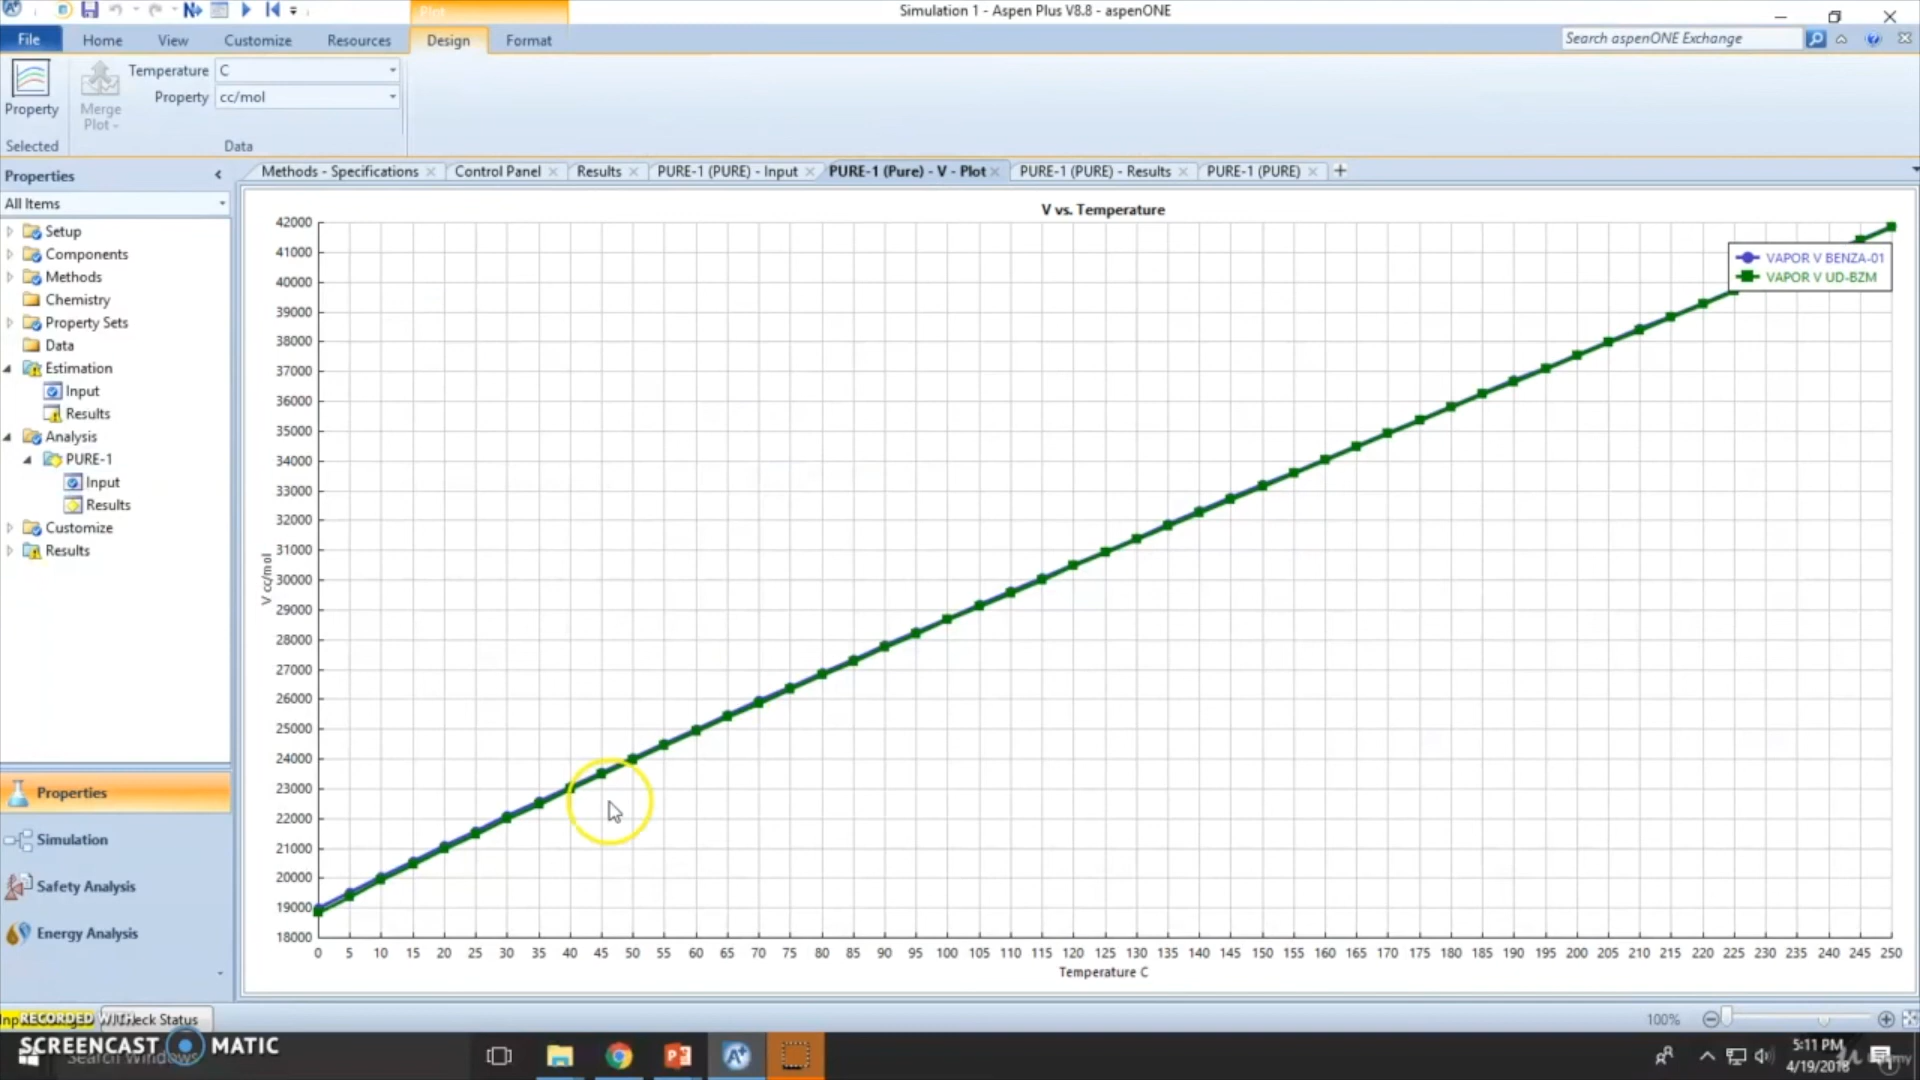 Plot
Simulation 1 - Aspen Plus V8.8 - aspenONE
File Home View Customize Resources Design Format
Search aspenONE Exchange
Temperature C
Property cc/mol
Property
Merge
Plot
Selected
Data
Properties
Methods - Specifications Control Panel Results PURE-1 (PURE) - Input PURE-1 (Pure) - V - Plot PURE-1 (PURE) - Results PURE-1 (PURE) +
All Items
Setup
Components
Methods
Chemistry
Property Sets
Data
Estimation
Input
Results
Analysis
PURE-1
Input
Results
Customize
Results
Properties
Simulation
Safety Analysis
Energy Analysis
V vs. Temperature
VAPOR V BENZA-01
VAPOR V UD-BZM
V cc/mol
42000
41000
40000
39000
38000
37000
36000
35000
34000
33000
32000
31000
30000
29000
28000
27000
26000
25000
24000
23000
22000
21000
20000
19000
18000
0 5 10 15 20 25 30 35 40 45 50 55 60 65 70 75 80 85 90 95 100 105 110 115 120 125 130 135 140 145 150 155 160 165 170 175 180 185 190 195 200 205 210 215 220 225 230 235 240 245 250
Temperature C
RECORDED WITH
Check Status
100%
SCREENCAST MATIC
Search Windows
5:11 PM
4/19/2018